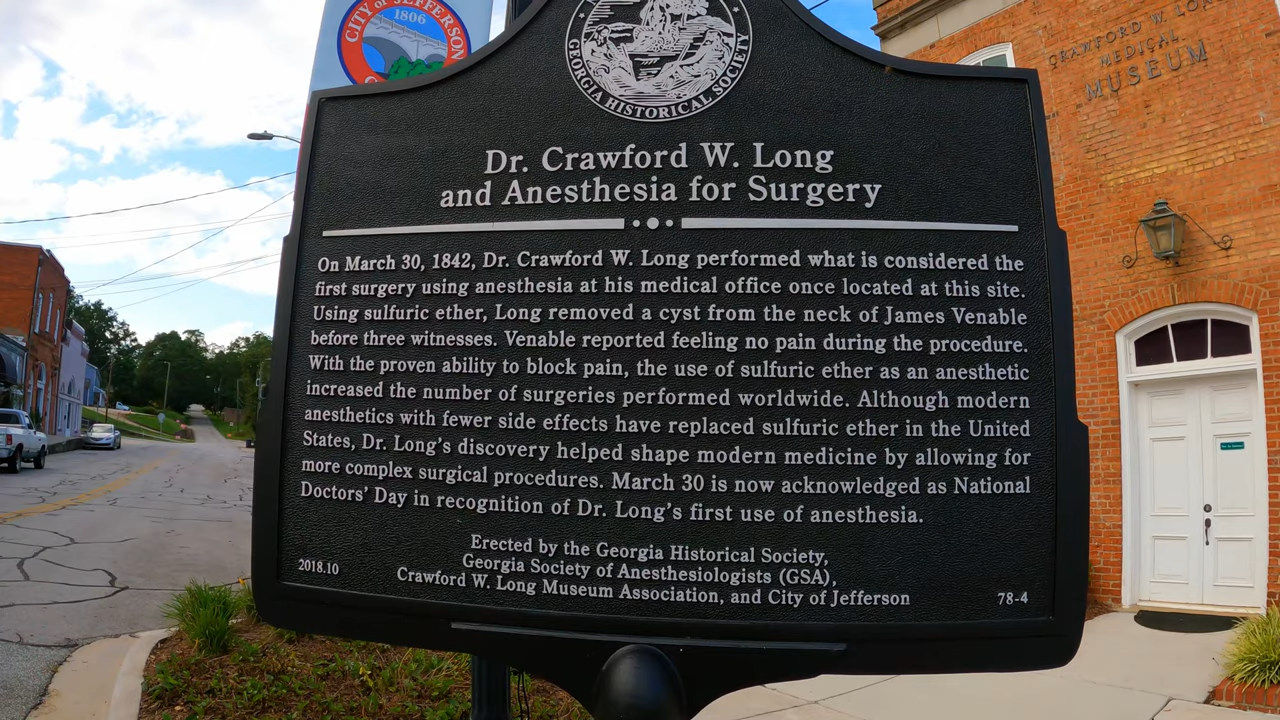 CITY of JEFFERSON
1806
GEORGIA HISTORICAL SOCIETY
CRAWFORD W. LONG
MEDICAL
MUSEUM
Dr. Crawford W. Long
and Anesthesia for Surgery
On March 30, 1842, Dr. Crawford W. Long performed what is considered the
first surgery using anesthesia at his medical office once located at this site.
Using sulfuric ether, Long removed a cyst from the neck of James Venable
before three witnesses. Venable reported feeling no pain during the procedure.
With the proven ability to block pain, the use of sulfuric ether as an anesthetic
increased the number of surgeries performed worldwide. Although modern
anesthetics with fewer side effects have replaced sulfuric ether in the United
States, Dr. Long's discovery helped shape modern medicine by allowing for
more complex surgical procedures. March 30 is now acknowledged as National
Doctors' Day in recognition of Dr. Long's first use of anesthesia.
Erected by the Georgia Historical Society,
Georgia Society of Anesthesiologists (GSA),
Crawford W. Long Museum Association, and City of Jefferson
2018.10
78-4